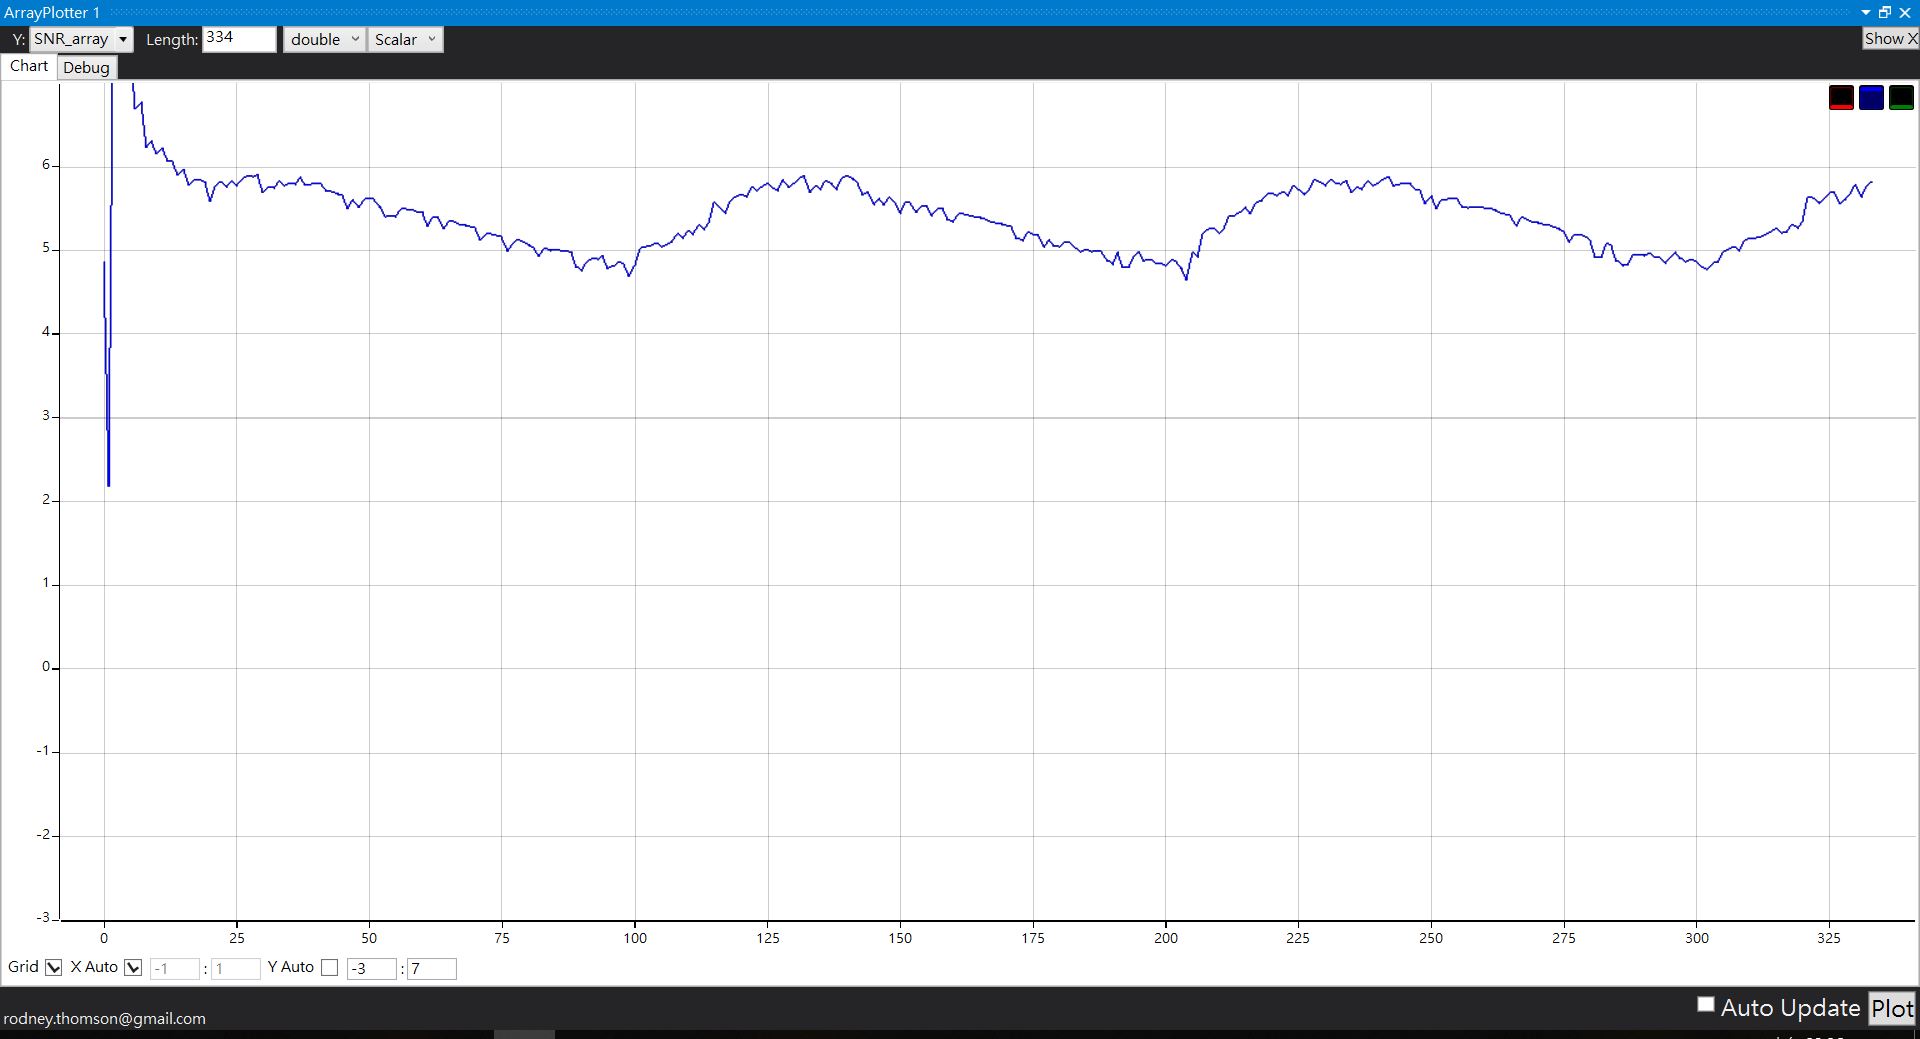 ArrayPlotter 1
Y: SNR_array Length: 334 double Scalar Show X
Chart Debug
6
5
4
3
2
1
0
-1
-2
-3
0 25 50 75 100 125 150 175 200 225 250 275 300 325
Grid X Auto -1 : 1 Y Auto -3 : 7
Auto Update Plot
rodney.thomson@gmail.com